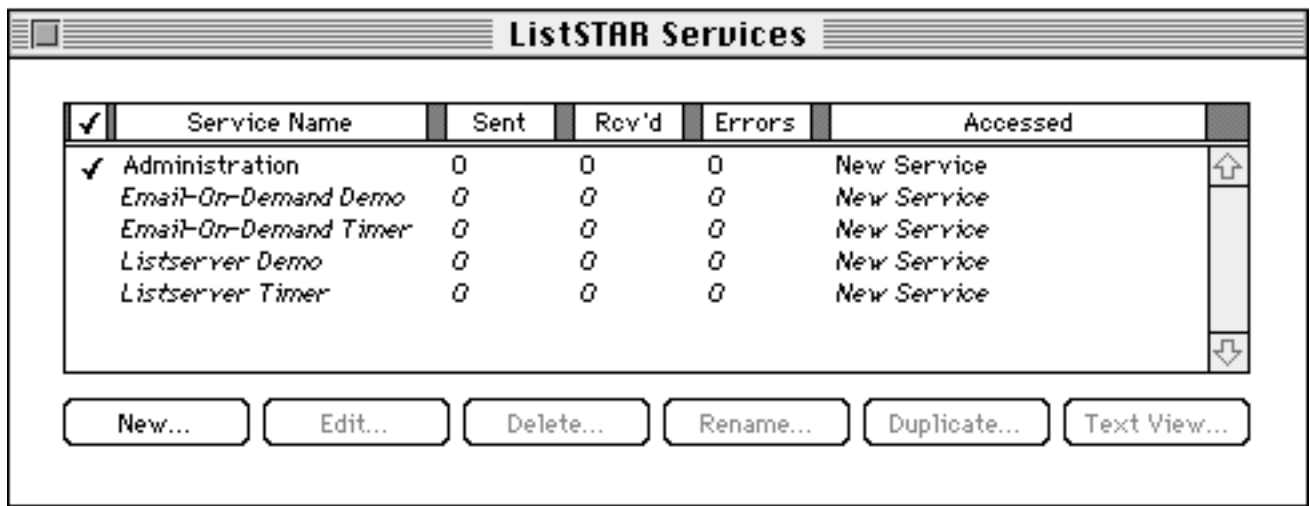 ListSTAR Services
✓ Service Name Sent Rcv'd Errors Accessed
✓ Administration 0 0 0 New Service
Email-On-Demand Demo 0 0 0 New Service
Email-On-Demand Timer 0 0 0 New Service
Listserver Demo 0 0 0 New Service
Listserver Timer 0 0 0 New Service
New... Edit... Delete... Rename... Duplicate... Text View...